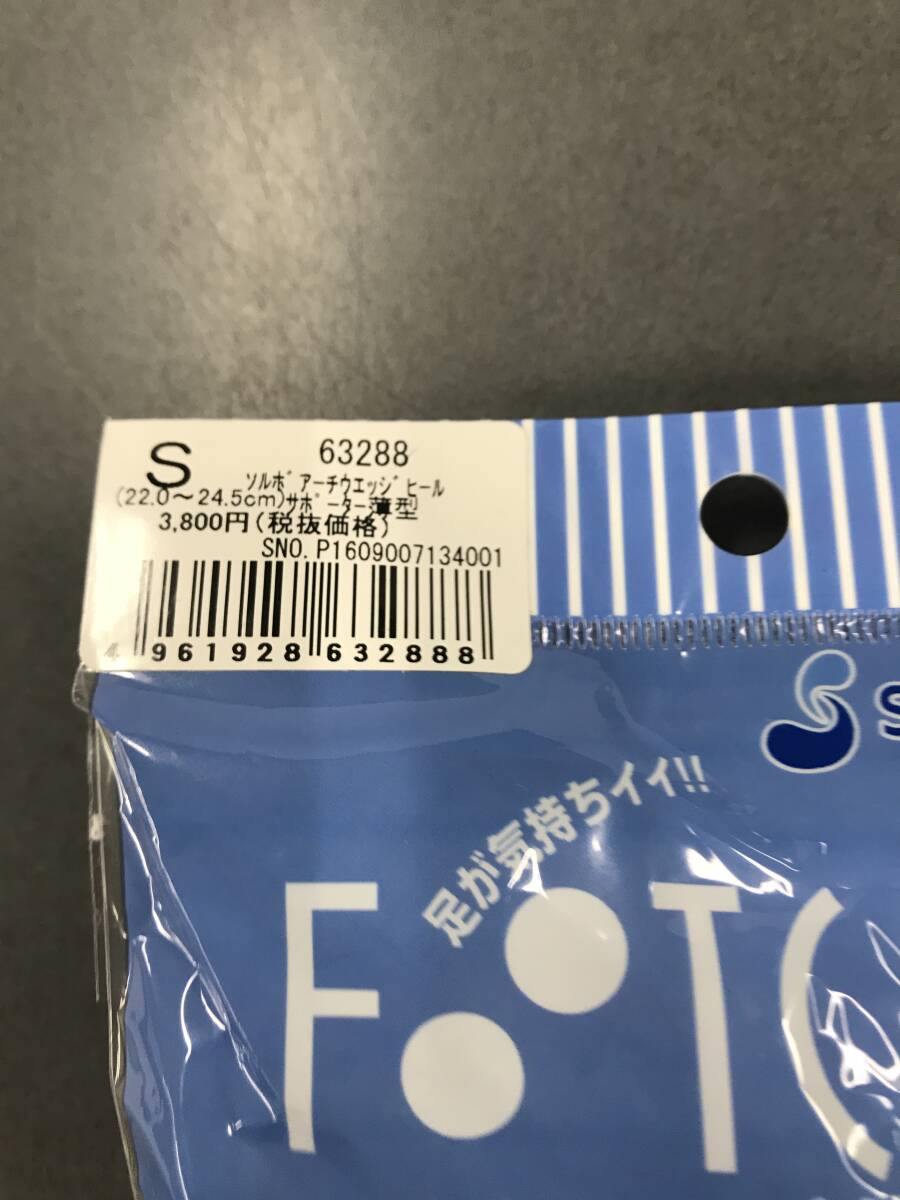 S 63288
ソルボアーチウエッジヒール
(22.0～24.5cm)サポーター薄型
3,800円(税抜価格)
SNO. P1609007134001
4 961928 632888
S
足が気持ちイイ!!
FOOT